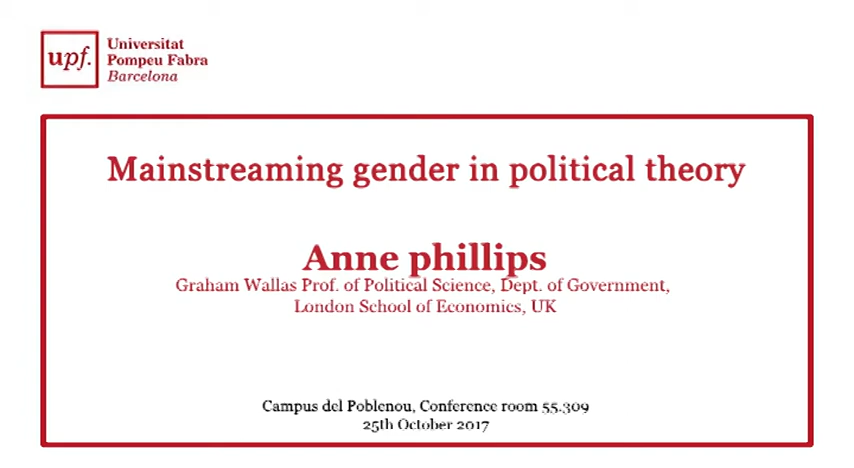 upf.
Universitat
Pompeu Fabra
Barcelona
Mainstreaming gender in political theory
Anne phillips
Graham Wallas Prof. of Political Science, Dept. of Government,
London School of Economics, UK
Campus del Poblenou, Conference room 55.309
25th October 2017